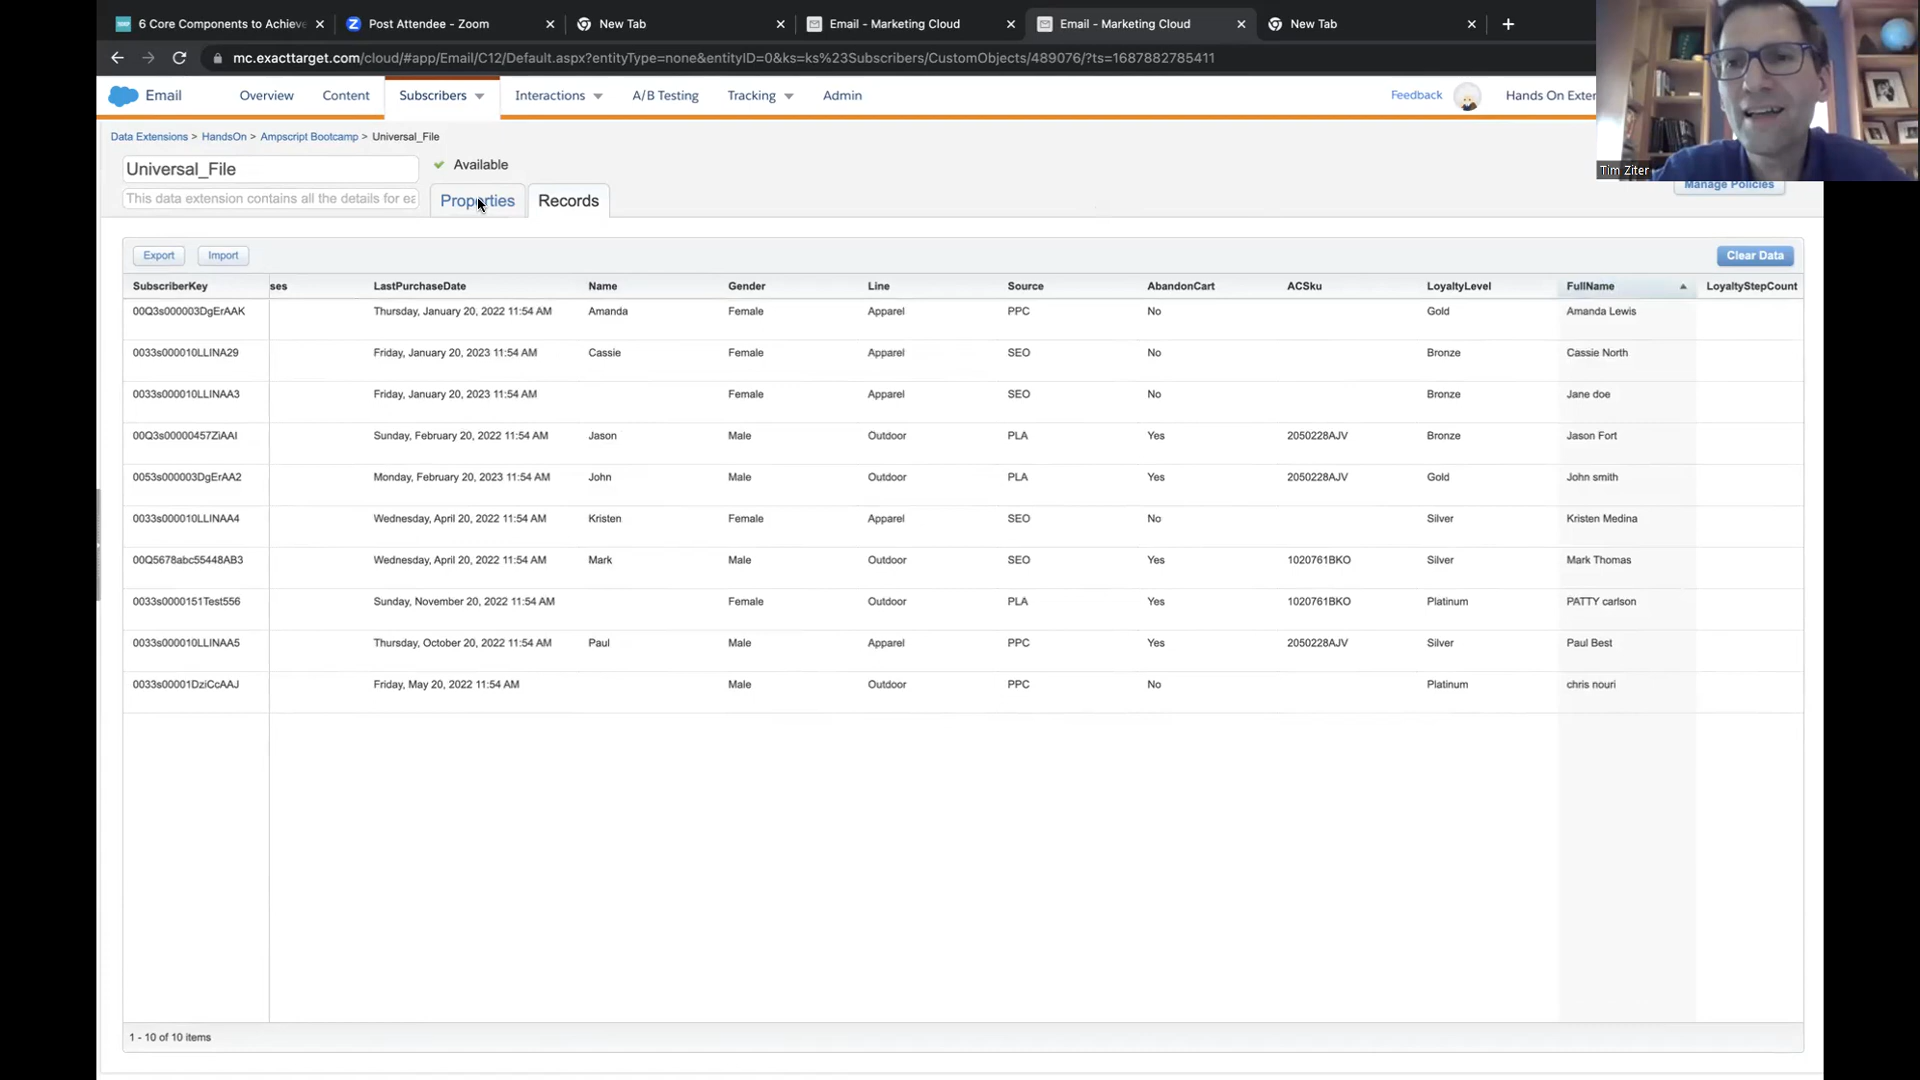 6 Core Components to Achieve
Post Attendee - Zoom
New Tab
Email - Marketing Cloud
Email - Marketing Cloud
New Tab
mc.exacttarget.com/cloud/#app/Email/C12/Default.aspx?entityType=none&entityID=0&ks=ks%23Subscribers/CustomObjects/489076/?ts=1687882785411
Email Overview Content Subscribers Interactions A/B Testing Tracking Admin Feedback Hands On Exten
Tim Ziter
Data Extensions > HandsOn > Ampscript Bootcamp > Universal_File
Universal_File Available
This data extension contains all the details for ea
Properties Records
Manage Policies
Export Import Clear Data
SubscriberKey ses LastPurchaseDate Name Gender Line Source AbandonCart ACSku LoyaltyLevel FullName LoyaltyStepCount
00Q3s000003DgErAAK Thursday, January 20, 2022 11:54 AM Amanda Female Apparel PPC No Gold Amanda Lewis
0033s000010LLINA29 Friday, January 20, 2023 11:54 AM Cassie Female Apparel SEO No Bronze Cassie North
0033s000010LLINAA3 Friday, January 20, 2023 11:54 AM Female Apparel SEO No Bronze Jane doe
00Q3s00000457ZiAAI Sunday, February 20, 2022 11:54 AM Jason Male Outdoor PLA Yes 2050228AJV Bronze Jason Fort
0053s000003DgErAA2 Monday, February 20, 2023 11:54 AM John Male Outdoor PLA Yes 2050228AJV Gold John smith
0033s000010LLINAA4 Wednesday, April 20, 2022 11:54 AM Kristen Female Apparel SEO No Silver Kristen Medina
00Q5678abc55448AB3 Wednesday, April 20, 2022 11:54 AM Mark Male Outdoor SEO Yes 1020761BKO Silver Mark Thomas
0033s0000151Test556 Sunday, November 20, 2022 11:54 AM Female Outdoor PLA Yes 1020761BKO Platinum PATTY carlson
0033s000010LLINAA5 Thursday, October 20, 2022 11:54 AM Paul Male Apparel PPC Yes 2050228AJV Silver Paul Best
0033s00001DziCcAAJ Friday, May 20, 2022 11:54 AM Male Outdoor PPC No Platinum chris nouri
1 - 10 of 10 items